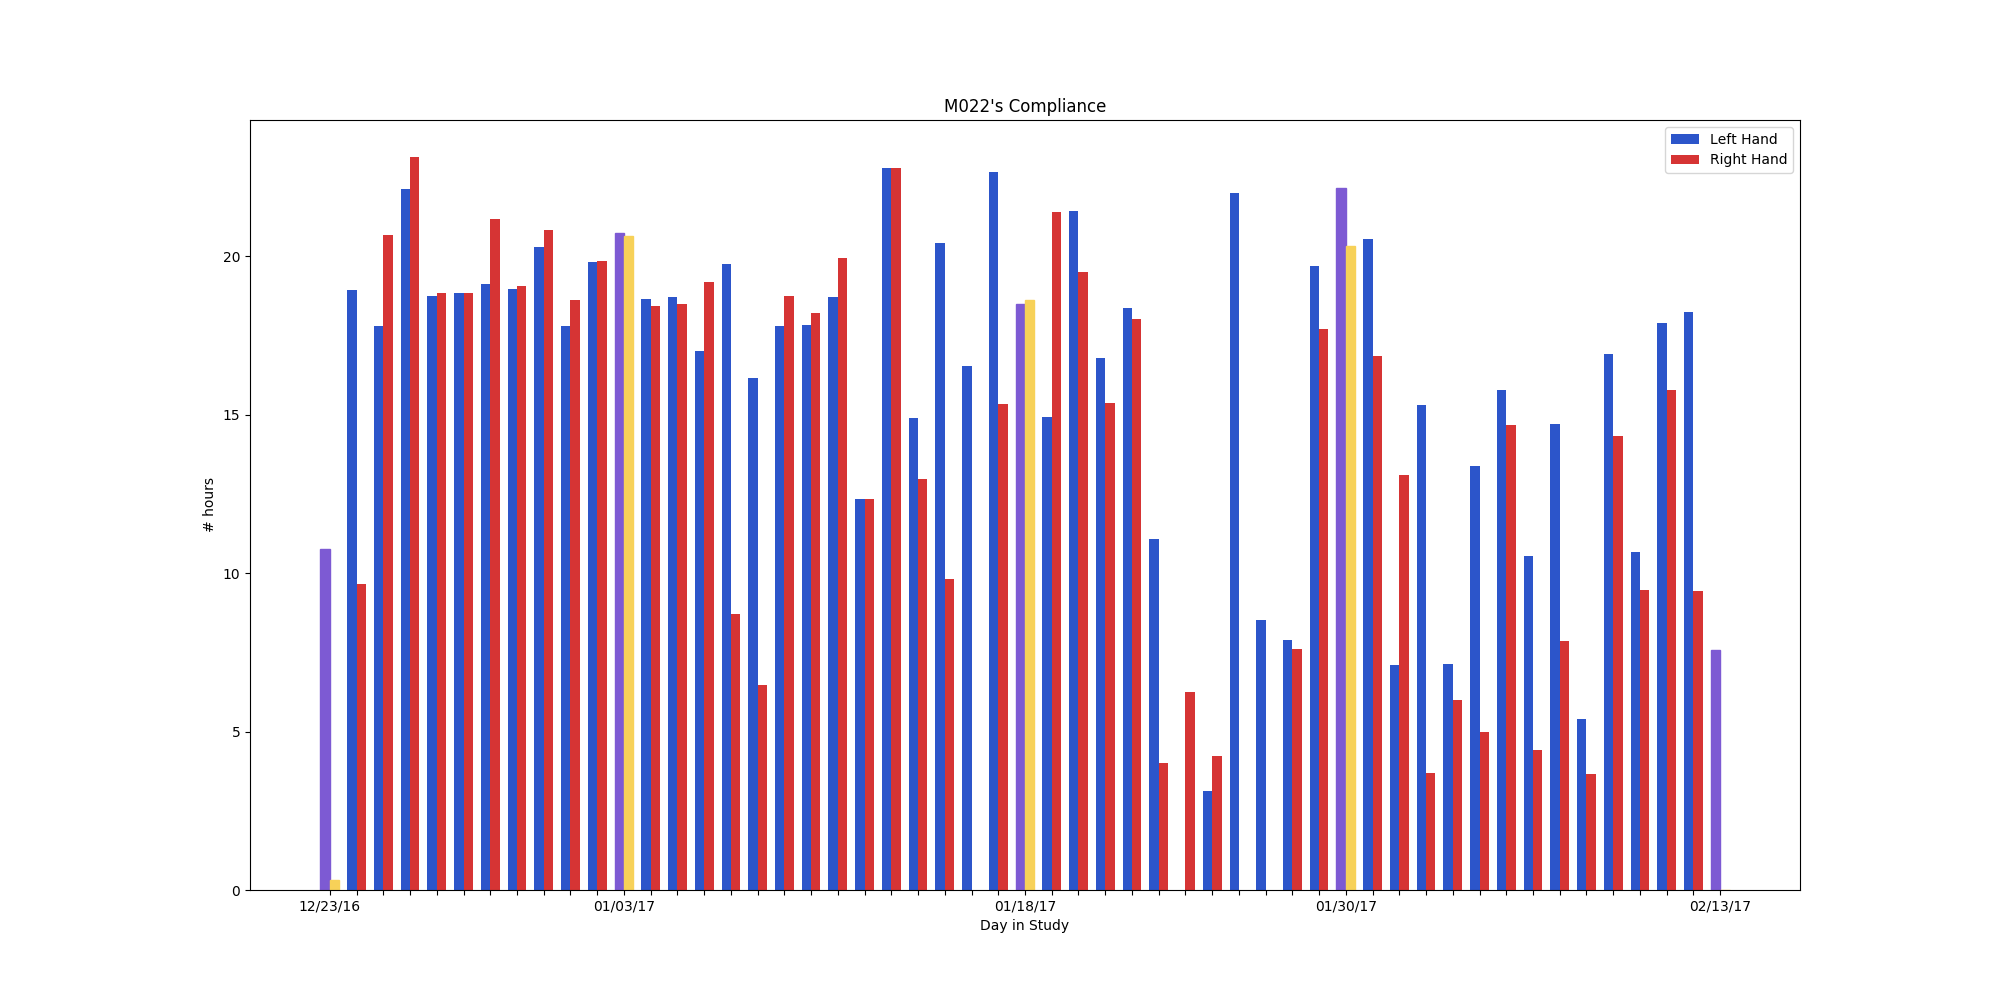 M022's Compliance
Left Hand
Right Hand
# hours
20
15
10
5
0
12/23/16 01/03/17 01/18/17 01/30/17 02/13/17
Day in Study